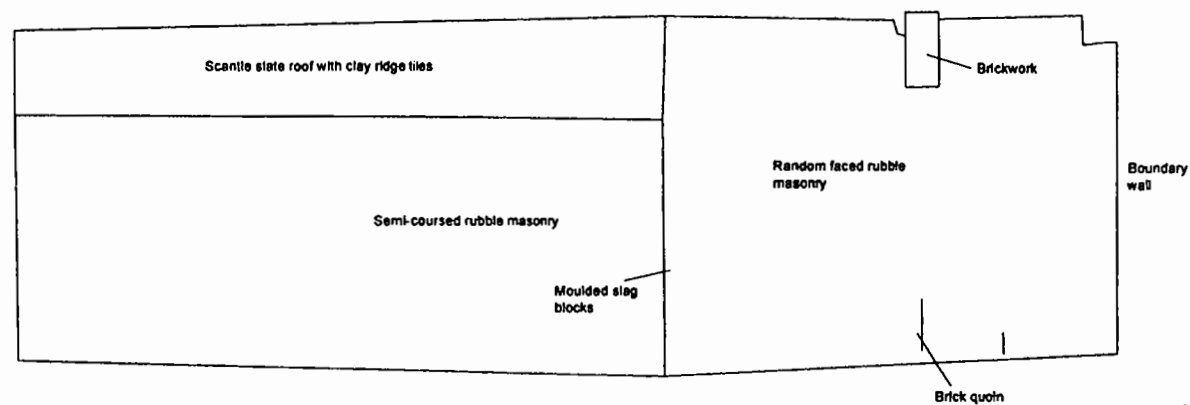 Scantle slate roof with clay ridge tiles
Brickwork
Random faced rubble
masonry
Boundary
wall
Semi-coursed rubble masonry
Moulded slag
blocks
Brick quoin